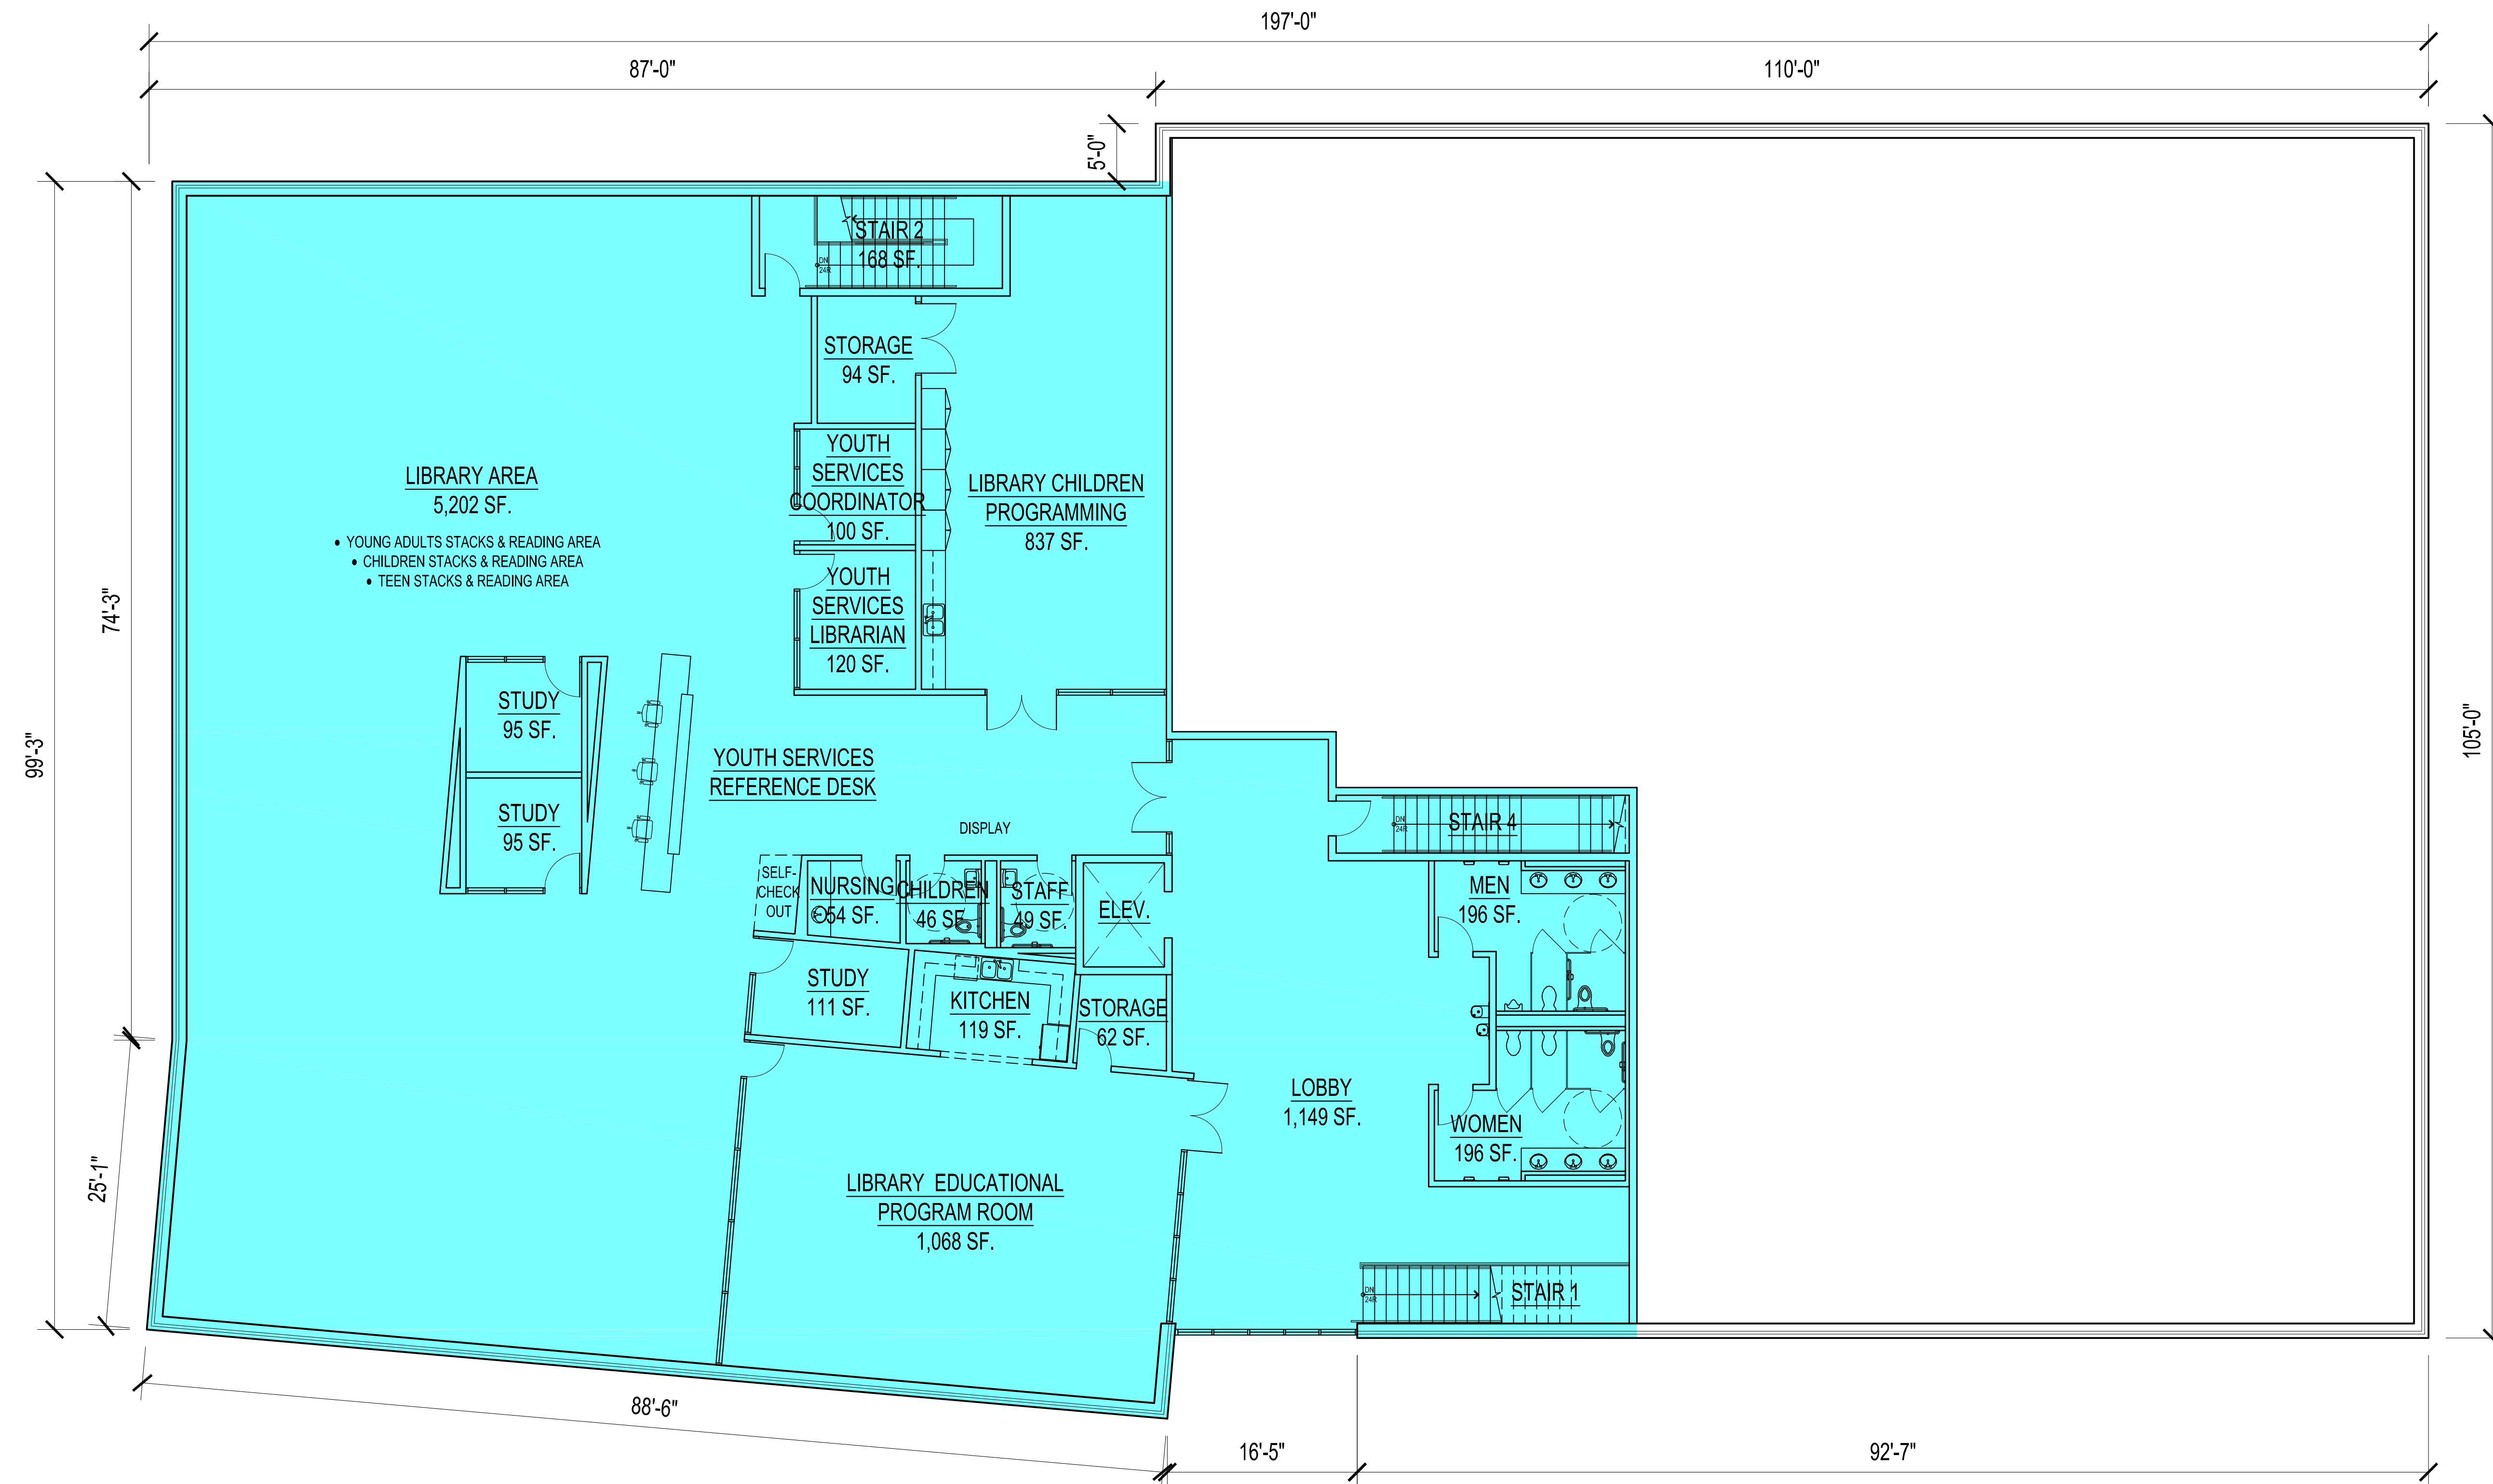 197'-0"
87'-0"
110'-0"
5'-0"
STAIR 2
168 SF.
DN
24R
STORAGE
94 SF.
YOUTH
SERVICES
COORDINATOR
100 SF.
LIBRARY AREA
5,202 SF.
• YOUNG ADULTS STACKS & READING AREA
• CHILDREN STACKS & READING AREA
• TEEN STACKS & READING AREA
LIBRARY CHILDREN
PROGRAMMING
837 SF.
YOUTH
SERVICES
LIBRARIAN
120 SF.
74'-3"
99'-3"
105'-0"
STUDY
95 SF.
STUDY
95 SF.
YOUTH SERVICES
REFERENCE DESK
DISPLAY
STAIR 4
DN
24R
SELF-
CHECK
OUT
NURSING
54 SF.
CHILDREN
46 SF.
STAFF
49 SF.
ELEV.
MEN
196 SF.
STUDY
111 SF.
KITCHEN
119 SF.
STORAGE
62 SF.
LOBBY
1,149 SF.
WOMEN
196 SF.
25'-1"
LIBRARY EDUCATIONAL
PROGRAM ROOM
1,068 SF.
STAIR 1
DN
24R
88'-6"
16'-5"
92'-7"